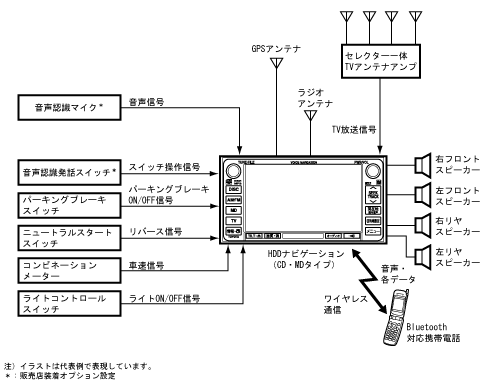 GPSアンテナ
セレクター一体
TVアンテナアンプ
ラジオ
アンテナ
音声認識マイク*
音声信号
TV放送信号
音声認識発話スイッチ*
スイッチ操作信号
パーキングブレーキ
スイッチ
パーキングブレーキ
ON/OFF信号
ニュートラルスタート
スイッチ
リバース信号
コンビネーション
メーター
車速信号
ライトコントロール
スイッチ
ライトON/OFF信号
DISC
AM/FM
MD
TV
メニュー
右フロント
スピーカー
左フロント
スピーカー
右リヤ
スピーカー
左リヤ
スピーカー
HDDナビゲーション
(CD・MDタイプ)
音声・
各データ
ワイヤレス
通信
Bluetooth
対応携帯電話
注）イラストは代表例で表現しています。
＊：販売店装着オプション設定